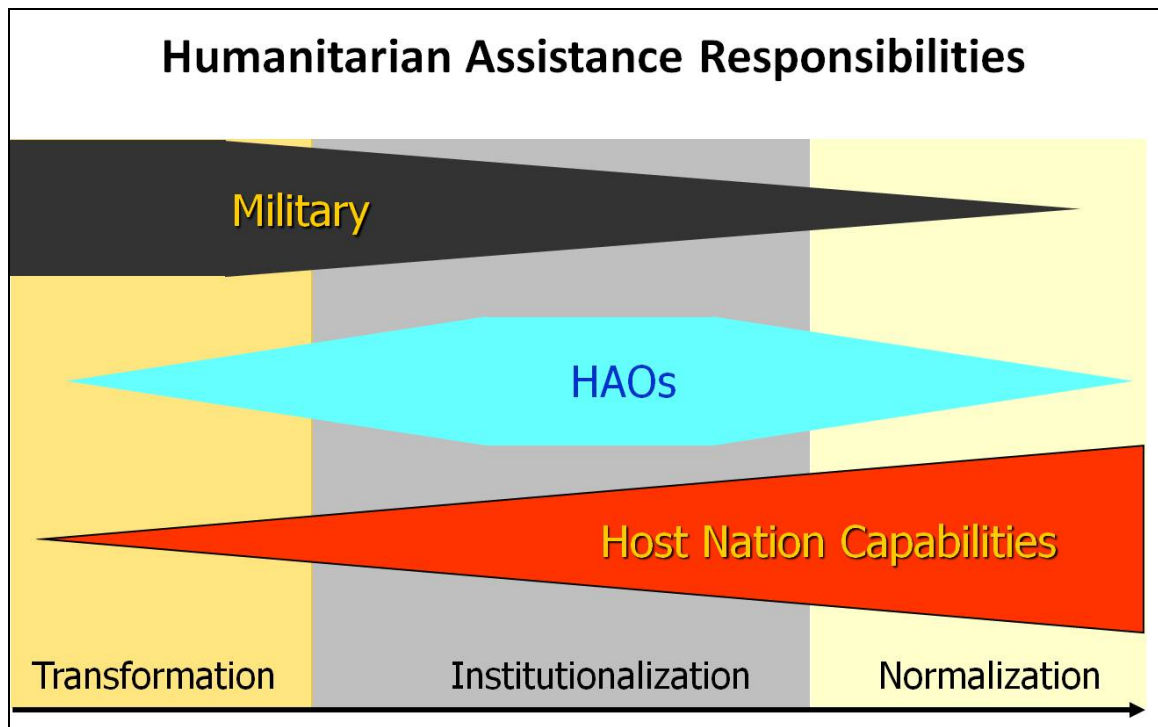 Humanitarian Assistance Responsibilities
Military
HAOs
Host Nation Capabilities
Transformation Institutionalization Normalization